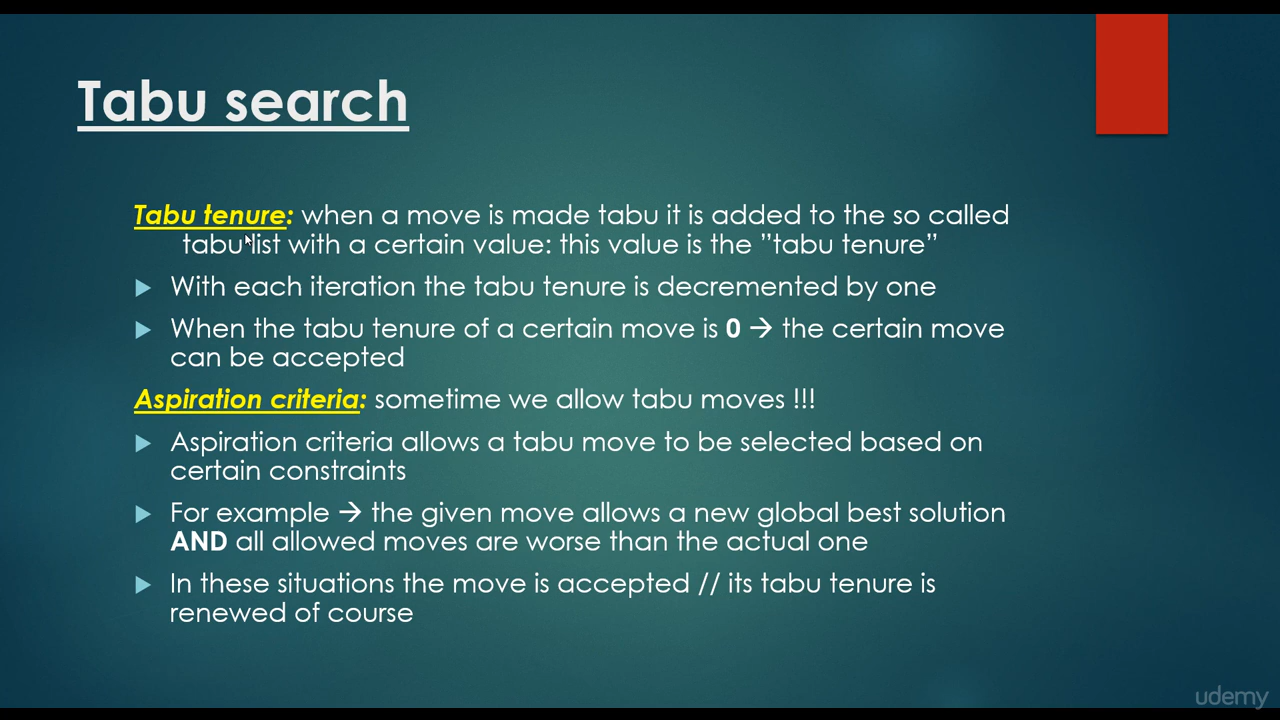 Tabu search
Tabu tenure: when a move is made tabu it is added to the so called
tabu list with a certain value: this value is the ”tabu tenure”
With each iteration the tabu tenure is decremented by one
When the tabu tenure of a certain move is 0 → the certain move
can be accepted
Aspiration criteria: sometime we allow tabu moves !!!
Aspiration criteria allows a tabu move to be selected based on
certain constraints
For example → the given move allows a new global best solution
AND all allowed moves are worse than the actual one
In these situations the move is accepted // its tabu tenure is
renewed of course
udemy